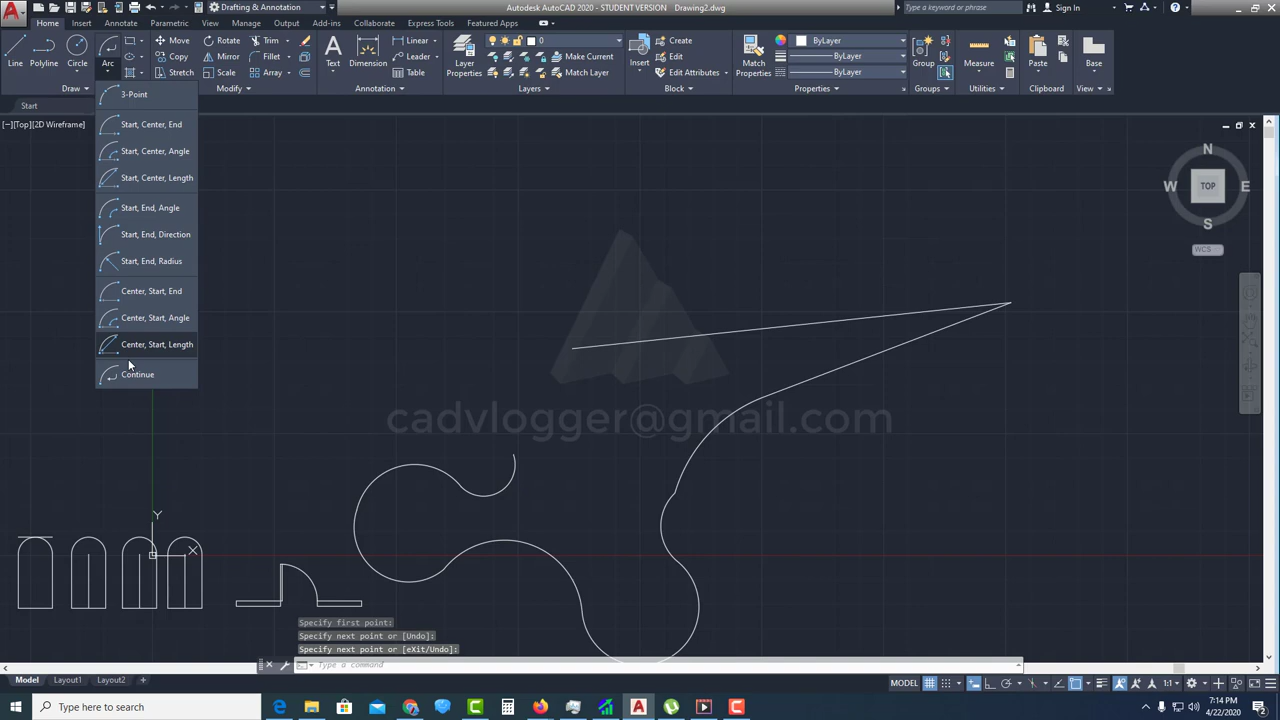 Drafting & Annotation
Autodesk AutoCAD 2020 - STUDENT VERSION Drawing2.dwg
Type a keyword or phrase
Sign In
Home Insert Annotate Parametric View Manage Output Add-ins Collaborate Express Tools Featured Apps
Line Polyline Circle Arc
Move Rotate Trim
Copy Mirror Fillet
Stretch Scale Array
Text Dimension
Linear
Leader
Table
Layer Properties
0
Make Current
Match Layer
Insert
Create
Edit
Edit Attributes
Match Properties
ByLayer
ByLayer
ByLayer
Group Measure Paste Base
Draw Modify Annotation Layers Block Properties Groups Utilities Clipboard View
Start
[−][Top][2D Wireframe]
3-Point
Start, Center, End
Start, Center, Angle
Start, Center, Length
Start, End, Angle
Start, End, Direction
Start, End, Radius
Center, Start, End
Center, Start, Angle
Center, Start, Length
Continue
N
W TOP E
S
WCS
cadvlogger@gmail.com
Y
X
Specify first point:
Specify next point or [Undo]:
Specify next point or [eXit/Undo]:
Type a command
Model Layout1 Layout2 +
MODEL 1:1
Type here to search
7:14 PM
4/22/2020